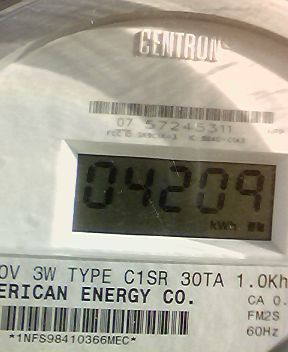 CENTRON
07 57245311
04209
kWh
0V 3W TYPE C1SR 30TA 1.0Kh
ERICAN ENERGY CO.
CA 0.
FM2S
60Hz
*1NFS98410366MEC*